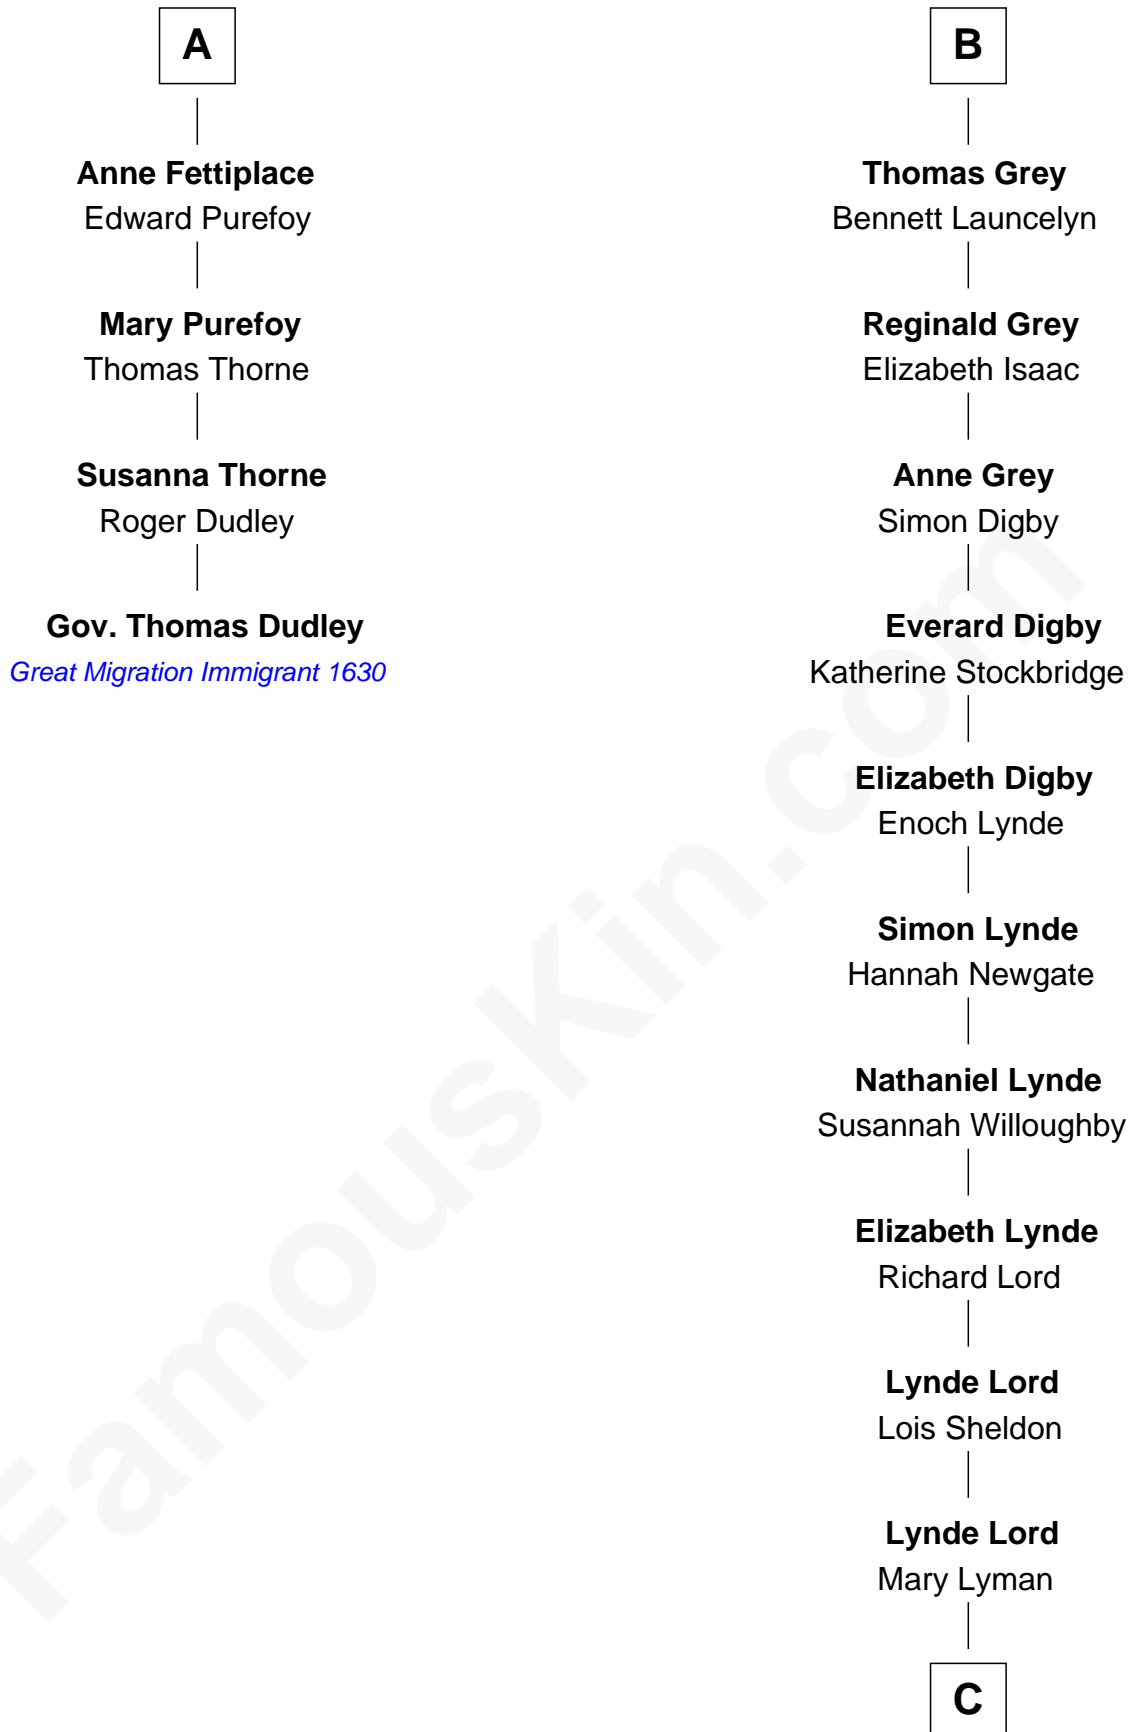 A
Anne Fettiplace
Edward Purefoy
Mary Purefoy
Thomas Thorne
Susanna Thorne
Roger Dudley
Gov. Thomas Dudley
Great Migration Immigrant 1630
B
Thomas Grey
Bennett Launcelyn
Reginald Grey
Elizabeth Isaac
Anne Grey
Simon Digby
Everard Digby
Katherine Stockbridge
Elizabeth Digby
Enoch Lynde
Simon Lynde
Hannah Newgate
Nathaniel Lynde
Susannah Willoughby
Elizabeth Lynde
Richard Lord
Lynde Lord
Lois Sheldon
Lynde Lord
Mary Lyman
C
FamousKin.com